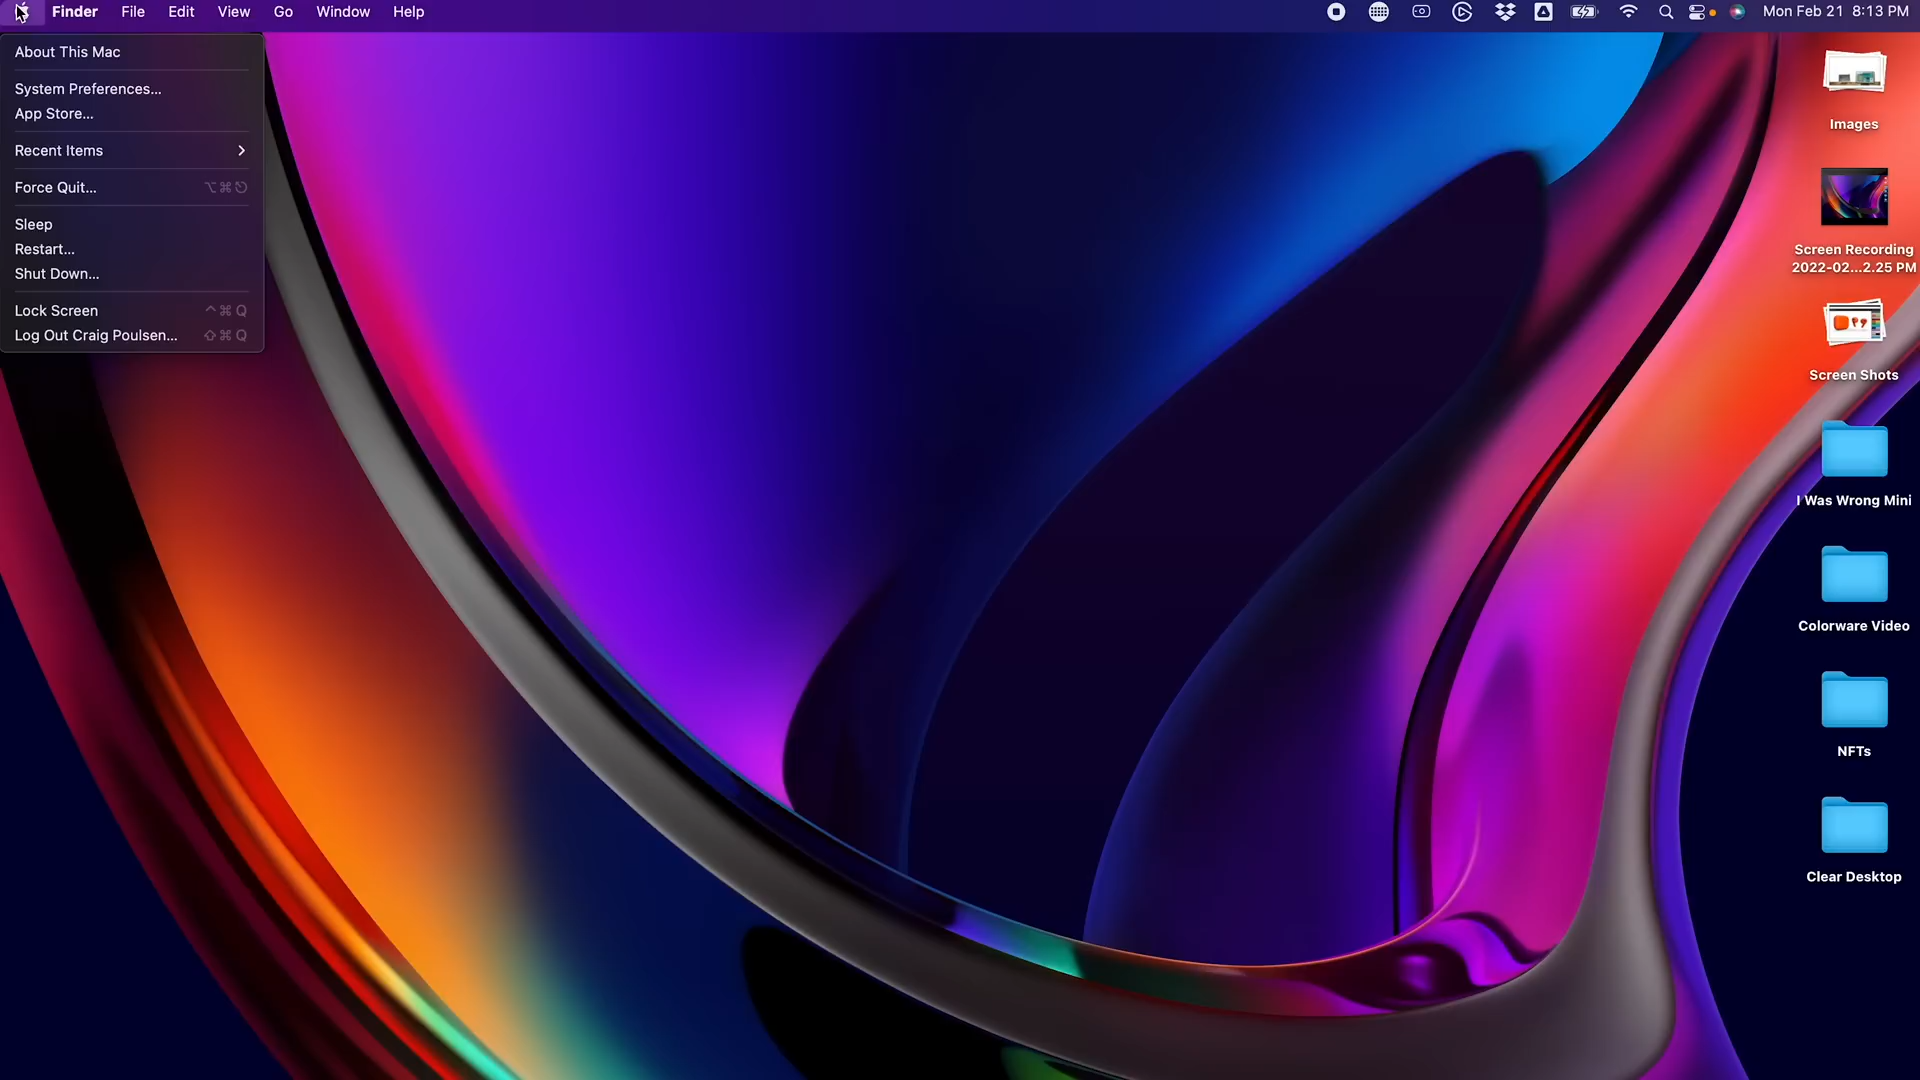 Finder File Edit View Go Window Help Mon Feb 21 8:13 PM
About This Mac
System Preferences...
App Store...
Recent Items
Force Quit... ⌥⌘⎋
Sleep
Restart...
Shut Down...
Lock Screen ^⌘Q
Log Out Craig Poulsen... ⇧⌘Q
Images
Screen Recording
2022-02...2.25 PM
Screen Shots
I Was Wrong Mini
Colorware Video
NFTs
Clear Desktop